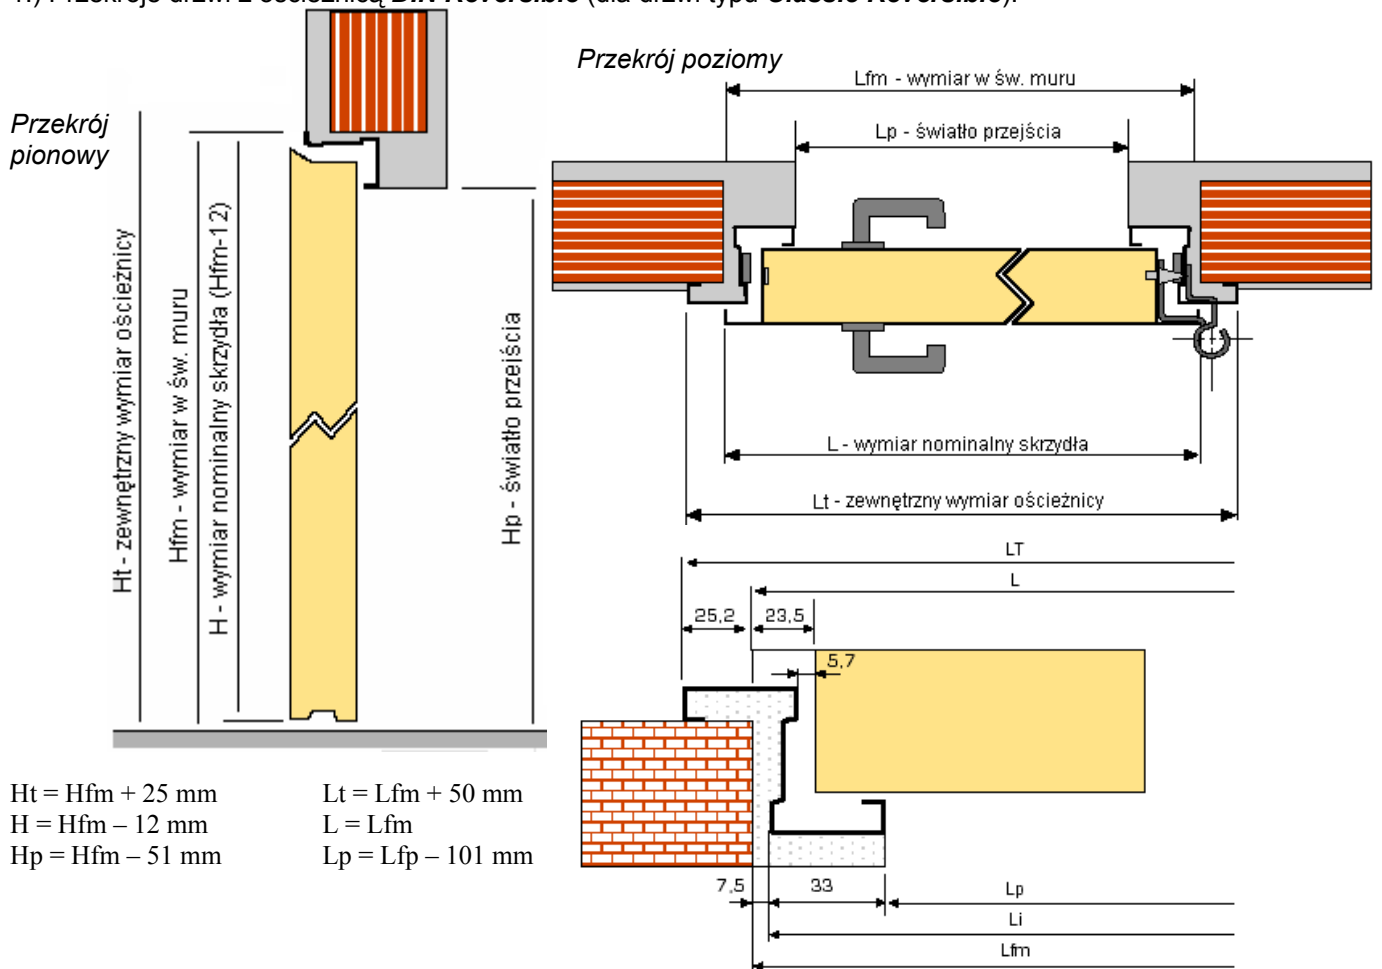 Przekrój poziomy
Lfm - wymiar w św. muru
Lp - światło przejścia
Przekrój
pionowy
Ht - zewnętrzny wymiar ościeżnicy
Hfm - wymiar w św. muru
H - wymiar nominalny skrzydła (Hfm-12)
Hp - światło przejścia
L - wymiar nominalny skrzydła
Lt - zewnętrzny wymiar ościeżnicy
LT
L
25,2
23,5
5,7
Ht = Hfm + 25 mm
Lt = Lfm + 50 mm
H = Hfm – 12 mm
L = Lfm
Hp = Hfm – 51 mm
Lp = Lfp – 101 mm
7,5
33
Lp
Li
Lfm